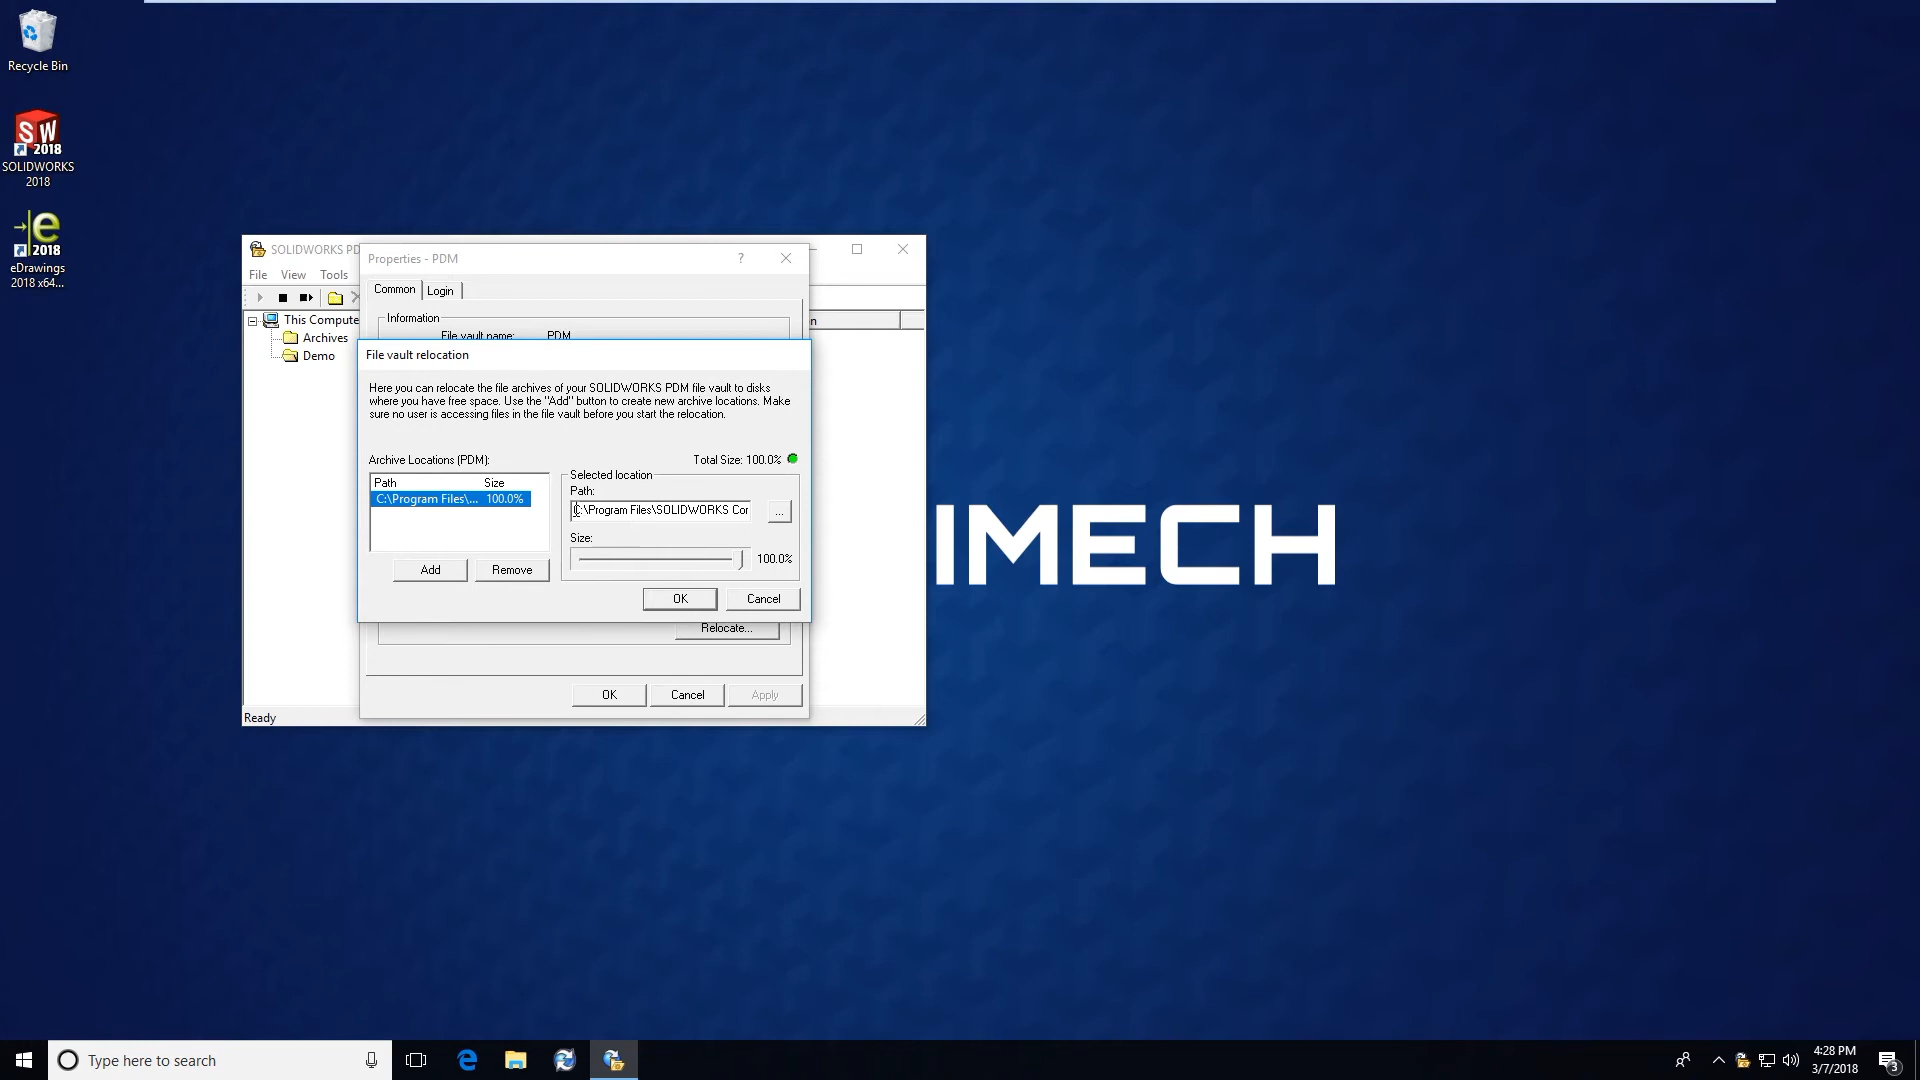 Recycle Bin
SW
2018
SOLIDWORKS
2018
e
2018
eDrawings
2018 x64...
SOLIDWORKS PD
File View Tools
This Compute
Archives
Demo
n
Ready
Properties - PDM
?
Common Login
Information
File vault name: PDM
Relocate...
OK Cancel Apply
File vault relocation
Here you can relocate the file archives of your SOLIDWORKS PDM file vault to disks
where you have free space. Use the "Add" button to create new archive locations. Make
sure no user is accessing files in the file vault before you start the relocation.
Archive Locations (PDM):
Total Size: 100.0%
Path Size
C:\Program Files\... 100.0%
Add Remove
Selected location
Path:
C:\Program Files\SOLIDWORKS Cor
...
Size:
100.0%
OK Cancel
IMECH
Type here to search
4:28 PM
3/7/2018
3